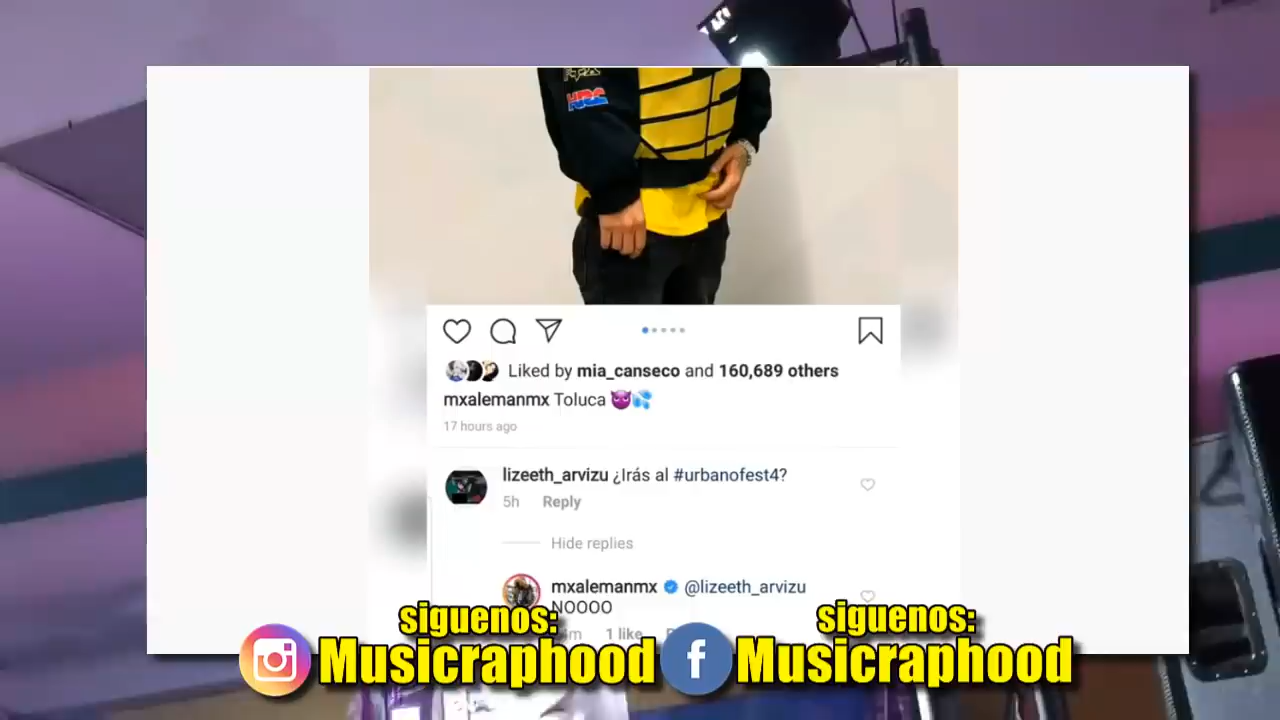 HRC
Liked by mia_canseco and 160,689 others
mxalemanmx Toluca 😈💦
17 hours ago
lizeeth_arvizu ¿Irás al #urbanofest4?
5h Reply
Hide replies
mxalemanmx @lizeeth_arvizu
NOOOO
1 like
siguenos:
Musicraphood
siguenos:
Musicraphood